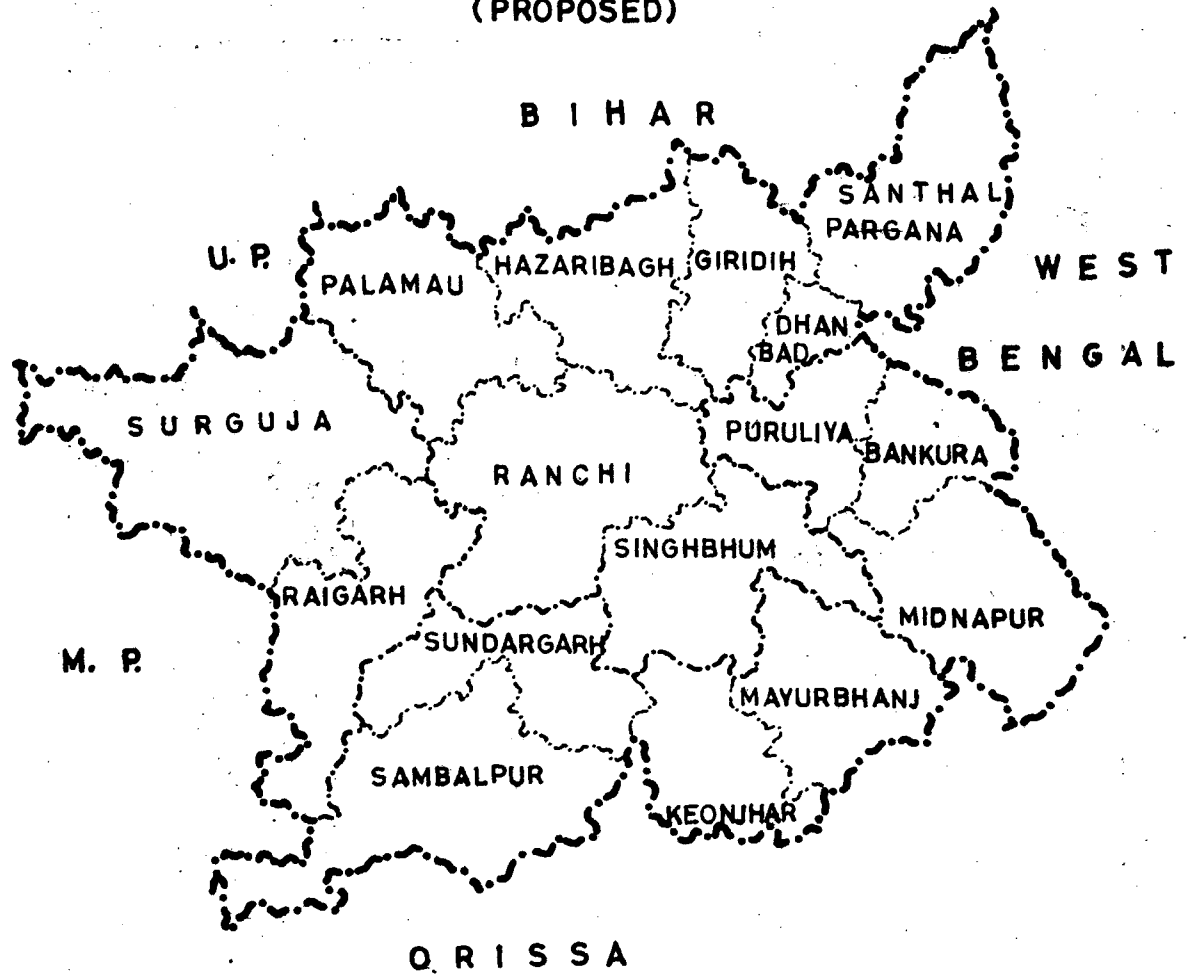 (PROPOSED)
BIHAR
SANTHAL
PARGANA
U.P.
PALAMAU
HAZARIBAGH
GIRIDIH
WEST
DHAN
BAD
BENGAL
SURGUJA
PURULIYA
BANKURA
RANCHI
SINGHBHUM
RAIGARH
MIDNAPUR
SUNDARGARH
M. P.
MAYURBHANJ
SAMBALPUR
KEONJHAR
ORISSA